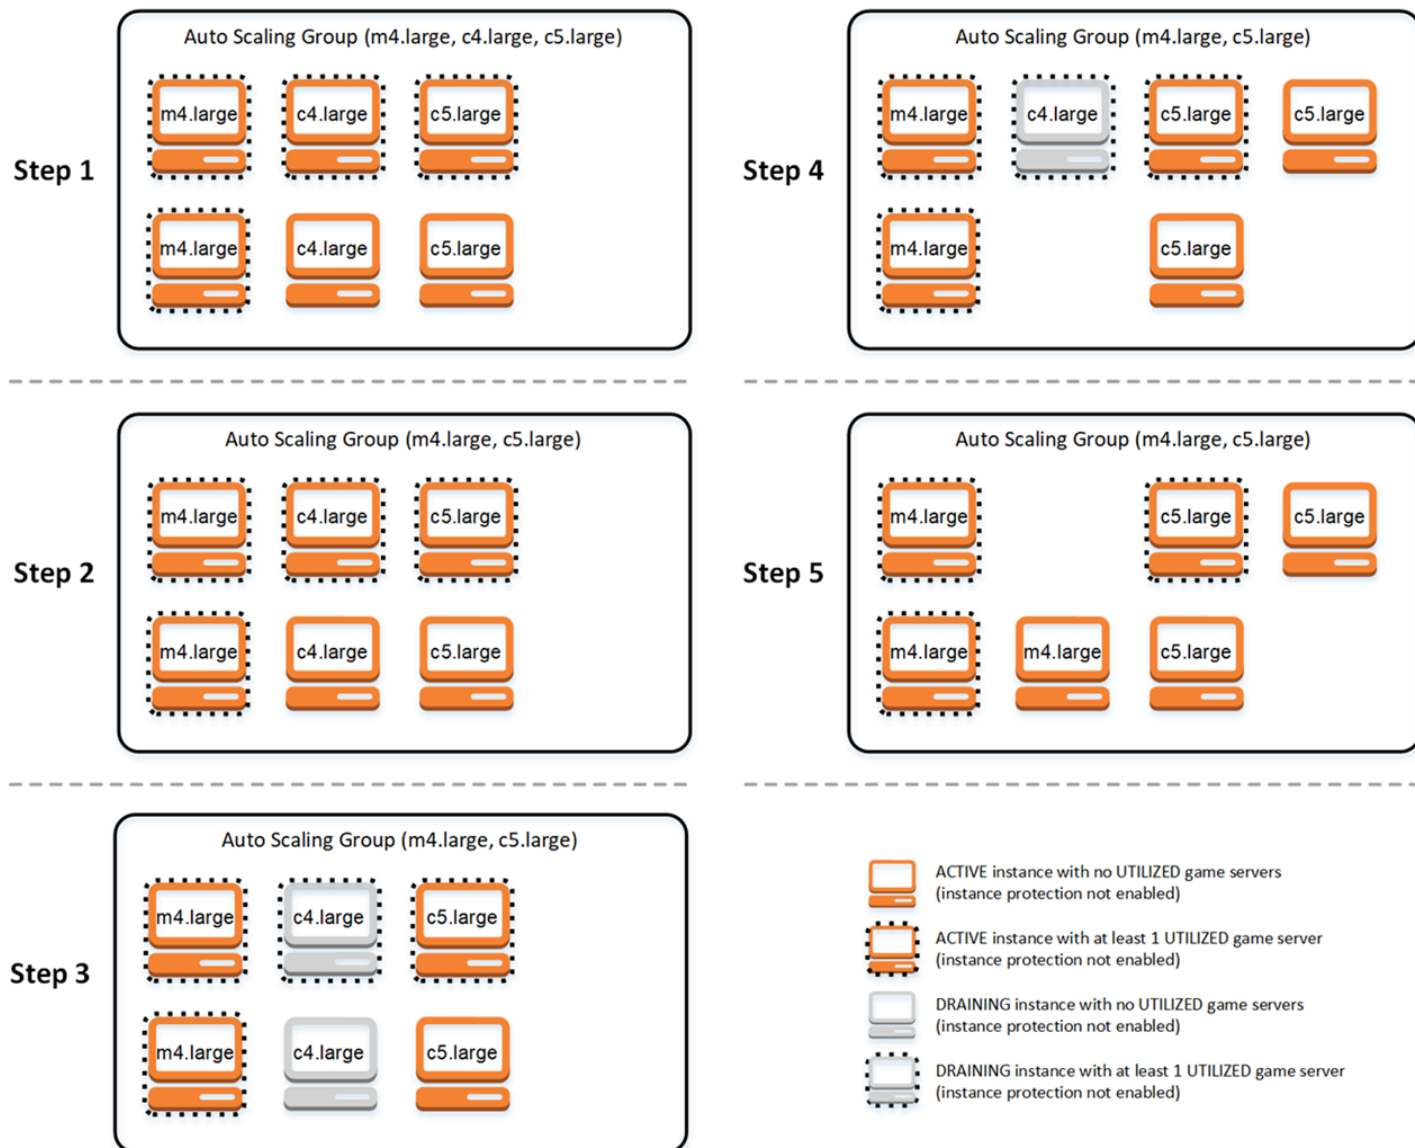 Auto Scaling Group (m4.large, c4.large, c5.large)
Step 1
m4.large
c4.large
c5.large
m4.large
c4.large
c5.large
Auto Scaling Group (m4.large, c5.large)
Step 2
m4.large
c4.large
c5.large
m4.large
c4.large
c5.large
Auto Scaling Group (m4.large, c5.large)
Step 3
m4.large
c4.large
c5.large
m4.large
c4.large
c5.large
Auto Scaling Group (m4.large, c5.large)
Step 4
m4.large
c4.large
c5.large
c5.large
m4.large
c5.large
Auto Scaling Group (m4.large, c5.large)
Step 5
m4.large
c5.large
c5.large
m4.large
m4.large
c5.large
ACTIVE instance with no UTILIZED game servers
(instance protection not enabled)
ACTIVE instance with at least 1 UTILIZED game server
(instance protection not enabled)
DRAINING instance with no UTILIZED game servers
(instance protection not enabled)
DRAINING instance with at least 1 UTILIZED game server
(instance protection not enabled)